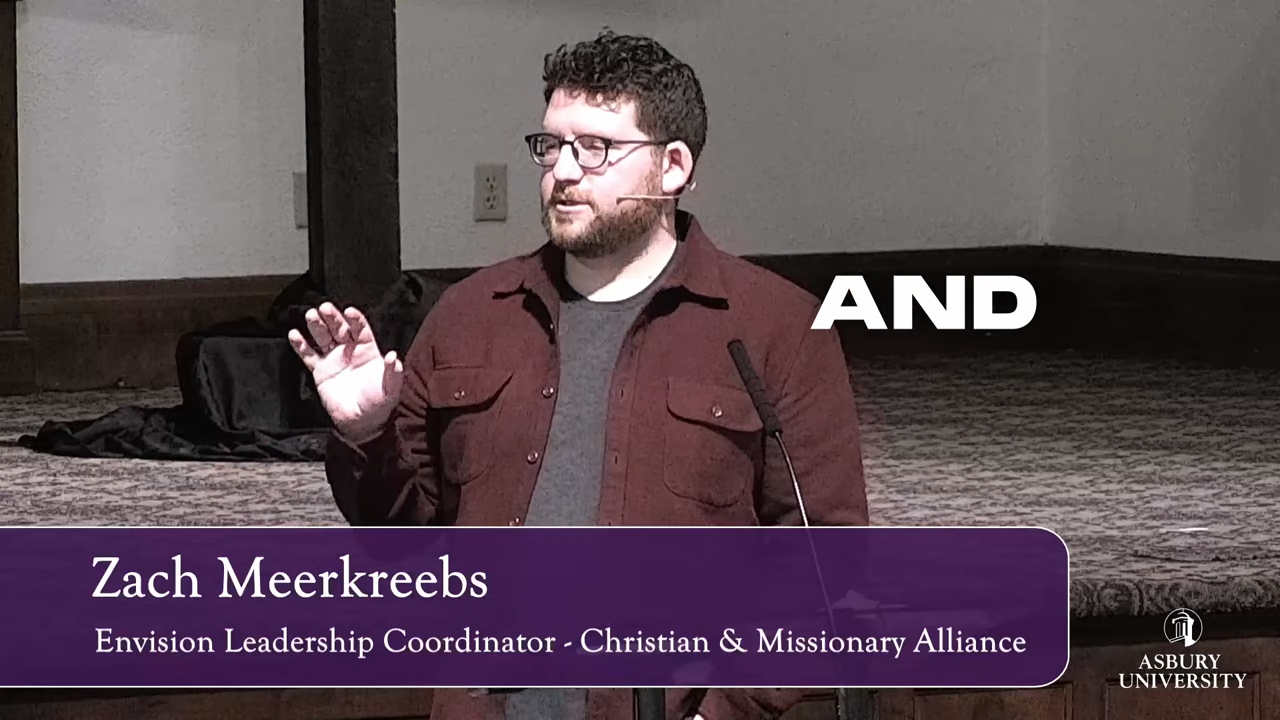 AND
Zach Meerkreebs
Envision Leadership Coordinator - Christian & Missionary Alliance
ASBURY
UNIVERSITY